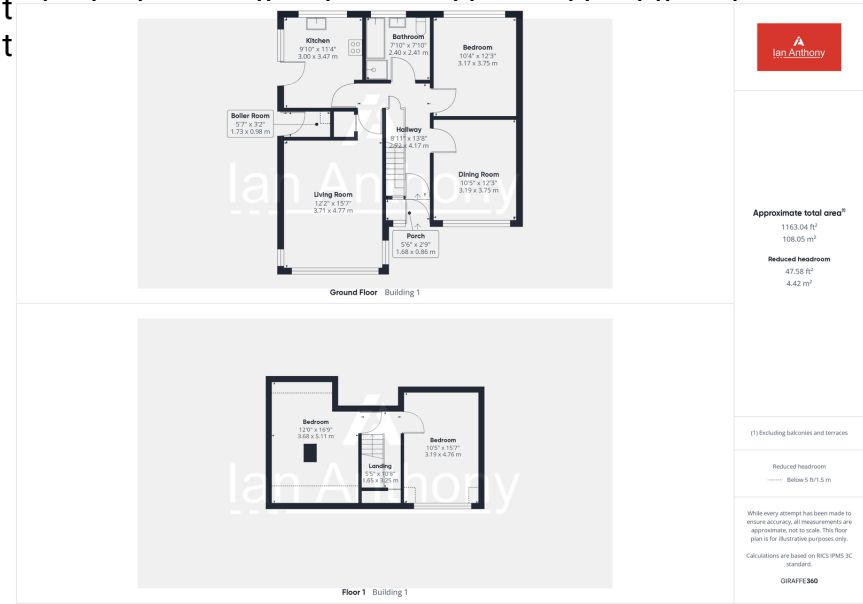 t
t
Kitchen
9'10" x 11'4"
3.00 x 3.47 m
Bathroom
7'10" x 7'10"
2.40 x 2.41 m
Bedroom
10'4" x 12'3"
3.17 x 3.75 m
Boiler Room
5'7" x 3'2"
1.73 x 0.98 m
Hallway
8'11" x 13'8"
2.72 x 4.17 m
Living Room
12'2" x 15'7"
3.71 x 4.77 m
Dining Room
10'5" x 12'3"
3.19 x 3.75 m
Porch
5'6" x 2'9"
1.68 x 0.86 m
Ian Anthony
Ground Floor Building 1
Bedroom
12'0" x 16'9"
3.68 x 5.11 m
Landing
5'5" x 10'8"
1.65 x 3.25 m
Bedroom
10'5" x 15'7"
3.19 x 4.76 m
Ian Anthony
Floor 1 Building 1
Ian Anthony
Approximate total area⁽¹⁾
1163.04 ft²
108.05 m²
Reduced headroom
47.58 ft²
4.42 m²
(1) Excluding balconies and terraces
Reduced headroom
Below 5 ft/1.5 m
While every attempt has been made to
ensure accuracy, all measurements are
approximate, not to scale. This floor
plan is for illustrative purposes only.
Calculations are based on RICS IPMS 3C
standard.
GIRAFFE360